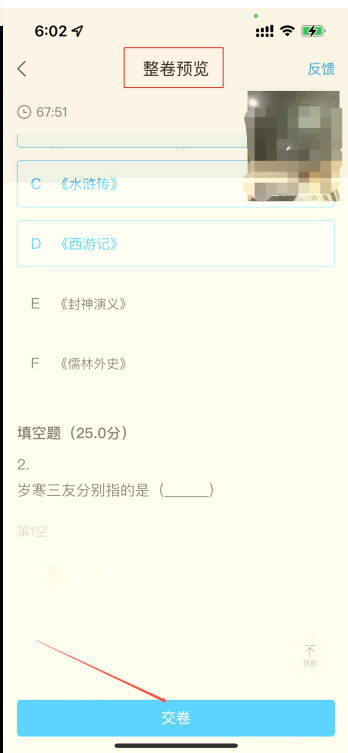 6:02
整卷预览
反馈
67:51
C 《水浒传》
D 《西游记》
E 《封神演义》
F 《儒林外史》
填空题（25.0分）
2.
岁寒三友分别指的是（______）
第1空
顶部
交卷